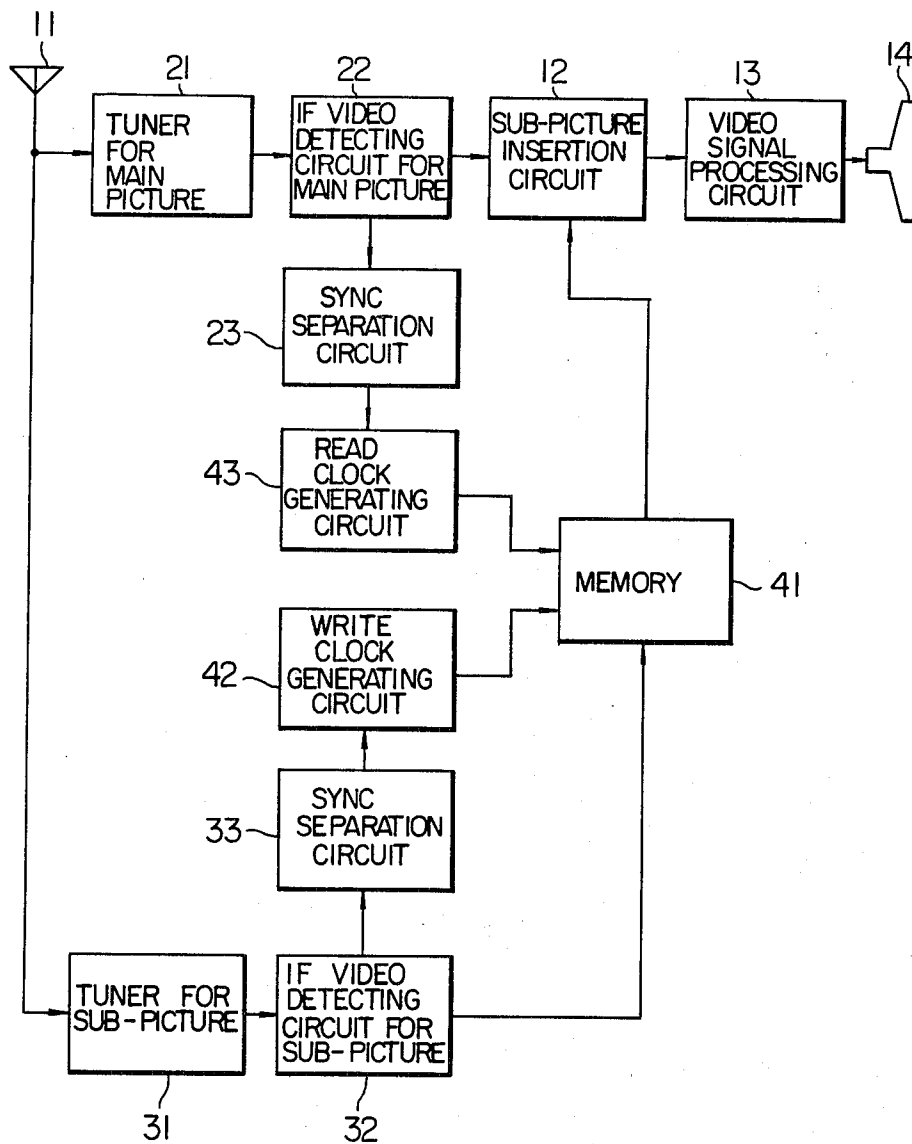 11
21
22
12
13
14
TUNER
FOR
MAIN
PICTURE
IF VIDEO
DETECTING
CIRCUIT FOR
MAIN PICTURE
SUB-PICTURE
INSERTION
CIRCUIT
VIDEO
SIGNAL
PROCESSING
CIRCUIT
23
SYNC
SEPARATION
CIRCUIT
43
READ
CLOCK
GENERATING
CIRCUIT
MEMORY
41
42
WRITE
CLOCK
GENERATING
CIRCUIT
33
SYNC
SEPARATION
CIRCUIT
TUNER FOR
SUB-PICTURE
IF VIDEO
DETECTING
CIRCUIT FOR
SUB-PICTURE
31
32